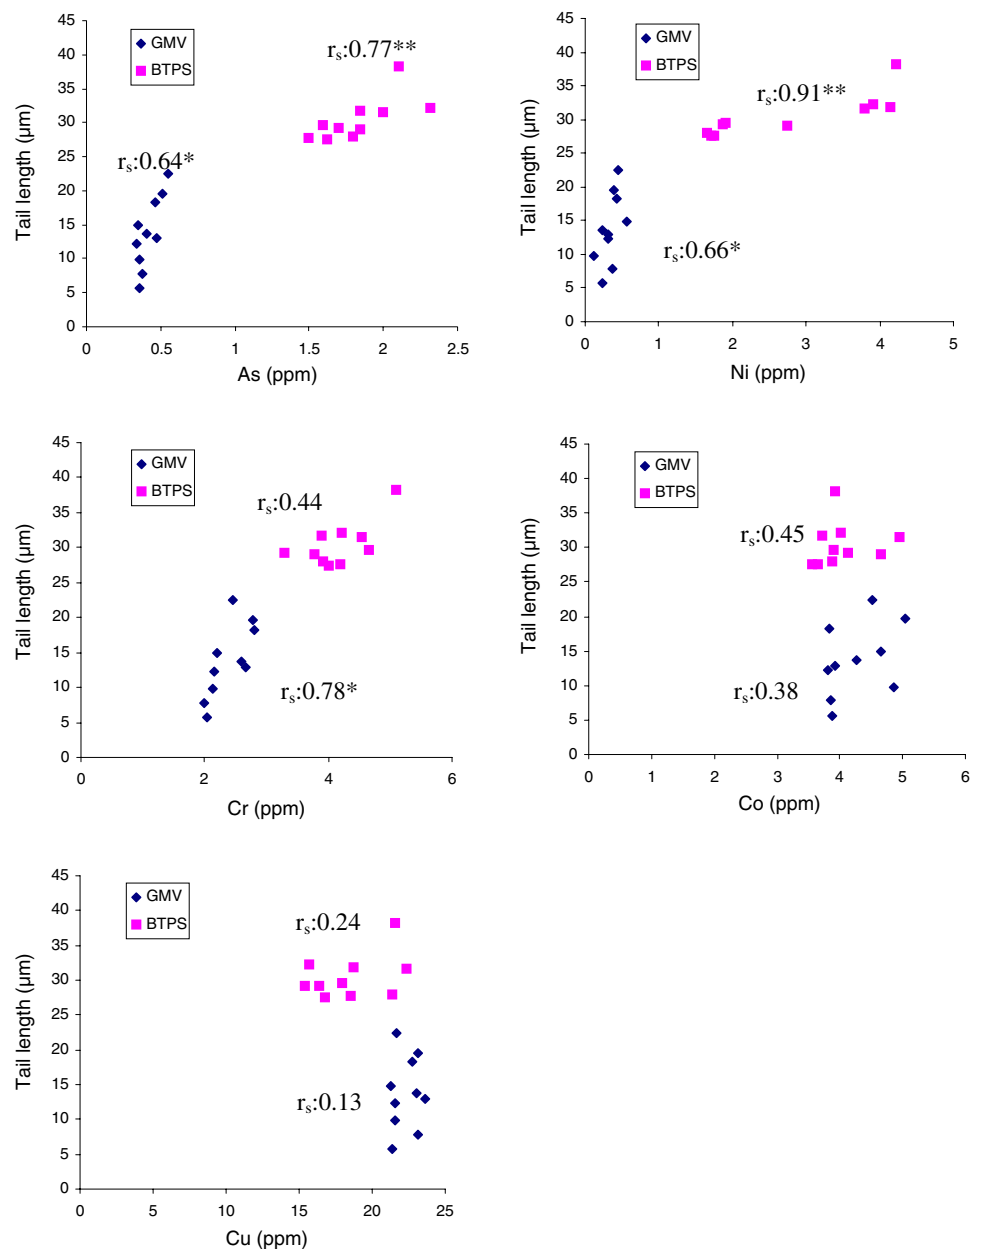 45
40
35
30
25
20
15
10
5
0
Tail length (µm)
GMV
BTPS
rs:0.77**
rs:0.64*
0 0.5 1 1.5 2 2.5
As (ppm)
45
40
35
30
25
20
15
10
5
0
Tail length (µm)
GMV
BTPS
rs:0.91**
rs:0.66*
0 1 2 3 4 5
Ni (ppm)
45
40
35
30
25
20
15
10
5
0
Tail length (µm)
GMV
BTPS
rs:0.44
rs:0.78*
0 2 4 6
Cr (ppm)
45
40
35
30
25
20
15
10
5
0
Tail length (µm)
GMV
BTPS
rs:0.45
rs:0.38
0 1 2 3 4 5 6
Co (ppm)
45
40
35
30
25
20
15
10
5
0
Tail length (µm)
GMV
BTPS
rs:0.24
rs:0.13
0 5 10 15 20 25
Cu (ppm)